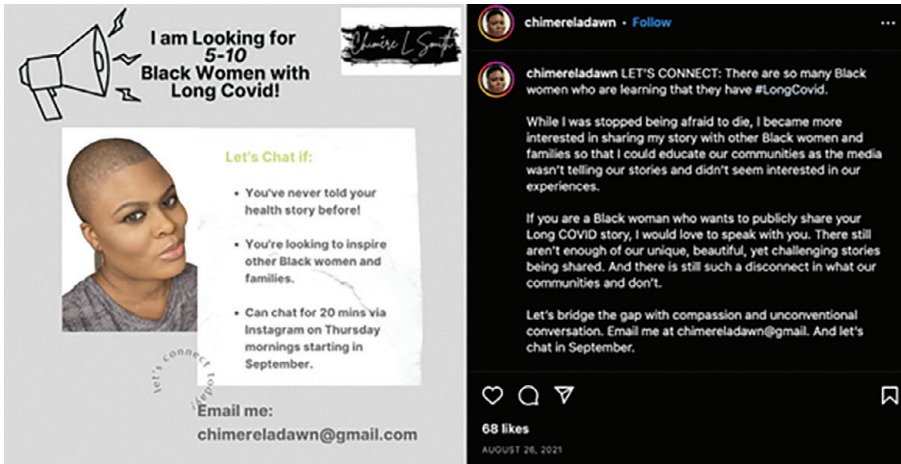 I am Looking for
5-10
Black Women with
Long Covid!
Chimére L Smith
Let's Chat if:
• You've never told your
health story before!
• You're looking to inspire
other Black women and
families.
• Can chat for 20 mins via
Instagram on Thursday
mornings starting in
September.
let's connect today!
Email me:
chimereladawn@gmail.com
chimereladawn • Follow
chimereladawn LET'S CONNECT: There are so many Black
women who are learning that they have #LongCovid.
While I was stopped being afraid to die, I became more
interested in sharing my story with other Black women and
families so that I could educate our communities as the media
wasn't telling our stories and didn't seem interested in our
experiences.
If you are a Black woman who wants to publicly share your
Long COVID story, I would love to speak with you. There still
aren't enough of our unique, beautiful, yet challenging stories
being shared. And there is still such a disconnect in what our
communities and don't.
Let's bridge the gap with compassion and unconventional
conversation. Email me at chimereladawn@gmail. And let's
chat in September.
68 likes
AUGUST 26, 2021